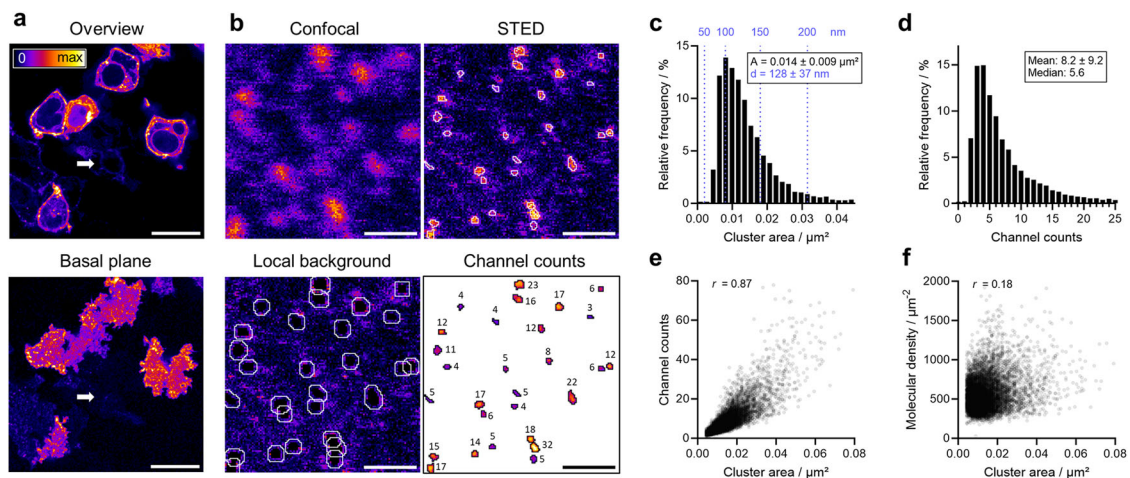 a
Overview
0 max
Basal plane
b
Confocal
STED
Local background
Channel counts
23
6
4
16
17
3
4
12
12
11
8
12
4
5
6
5
5
22
17
4
6
18
15
14
5
32
17
5
c
50 100 150 200 nm
A = 0.014 ± 0.009 µm²
d = 128 ± 37 nm
Relative frequency / %
15
10
5
0
0.00 0.01 0.02 0.03 0.04
Cluster area / µm²
d
Mean: 8.2 ± 9.2
Median: 5.6
Relative frequency / %
15
10
5
0
0 5 10 15 20 25
Channel counts
e
r = 0.87
Channel counts
80
60
40
20
0
0.00 0.02 0.04 0.06 0.08
Cluster area / µm²
f
r = 0.18
Molecular density / µm⁻²
2000
1500
1000
500
0
0.00 0.02 0.04 0.06 0.08
Cluster area / µm²